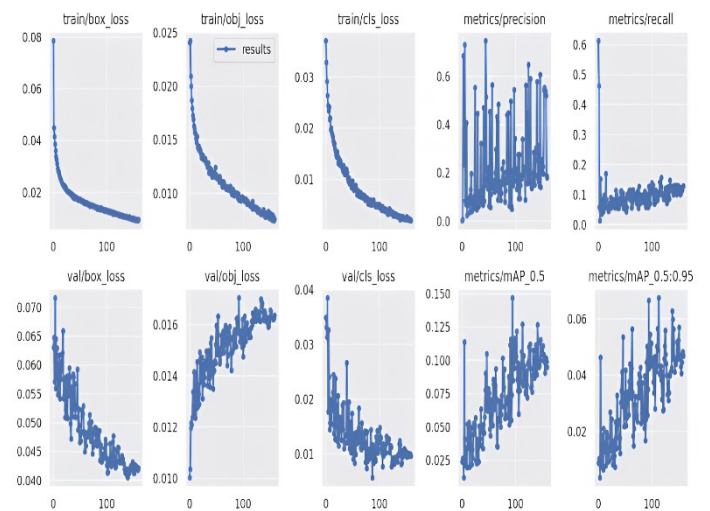 train/box_loss train/obj_loss train/cls_loss metrics/precision metrics/recall
0.08 0.06 0.04 0.02
0 100
0.025 0.020 0.015 0.010
results
0 100
0.03 0.02 0.01
0 100
0.6 0.4 0.2 0.0
0 100
0.6 0.5 0.4 0.3 0.2 0.1 0.0
0 100
val/box_loss val/obj_loss val/cls_loss metrics/mAP_0.5 metrics/mAP_0.5:0.95
0.070 0.065 0.060 0.055 0.050 0.045 0.040
0 100
0.016 0.014 0.012 0.010
0 100
0.04 0.03 0.02 0.01
0 100
0.150 0.125 0.100 0.075 0.050 0.025
0 100
0.06 0.04 0.02
0 100